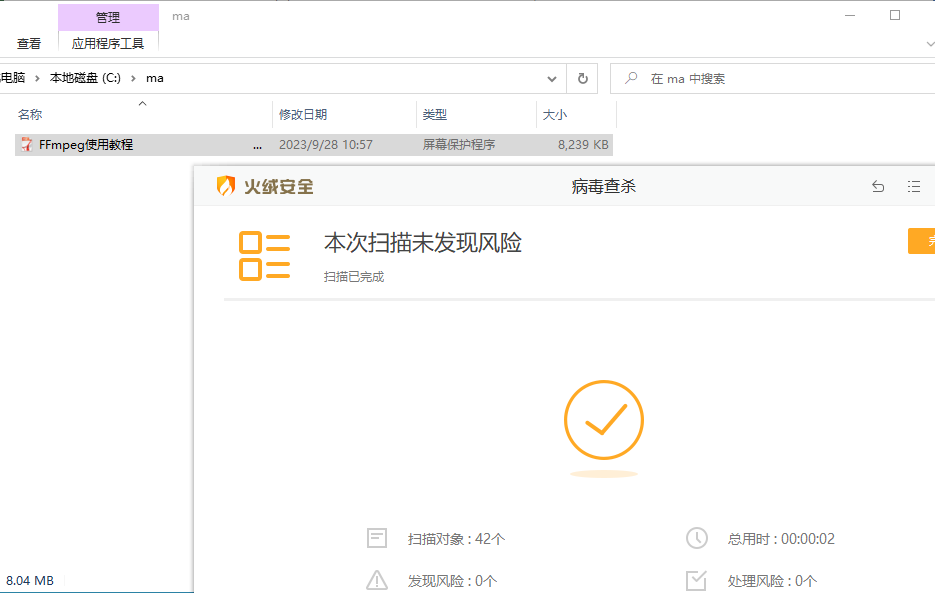 管理
ma
查看
应用程序工具
电脑 › 本地磁盘 (C:) › ma
在 ma 中搜索
名称
修改日期
类型
大小
FFmpeg使用教程 ...
2023/9/28 10:57
屏幕保护程序
8,239 KB
火绒安全
病毒查杀
本次扫描未发现风险
扫描已完成
扫描对象 : 42个
总用时 : 00:00:02
发现风险 : 0个
处理风险 : 0个
8.04 MB